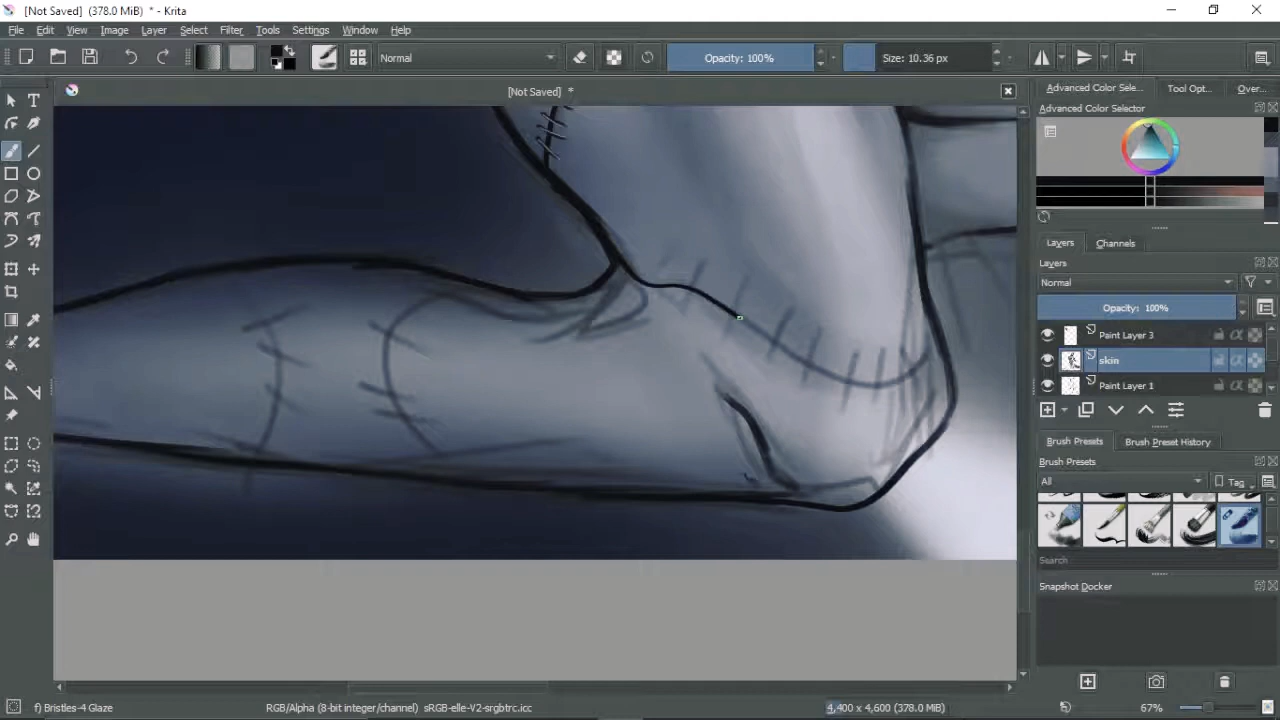 [Not Saved] (378.0 MiB) * - Krita
File Edit View Image Layer Select Filter Tools Settings Window Help
Normal
Opacity: 100%
Size: 10.36 px
[Not Saved] *
Advanced Color Sele...
Tool Opt...
Over...
Advanced Color Selector
Layers
Channels
Layers
Normal
Opacity: 100%
Paint Layer 3
skin
Paint Layer 1
Brush Presets
Brush Preset History
Brush Presets
All
Tag
Search
Snapshot Docker
f) Bristles-4 Glaze
RGB/Alpha (8-bit integer/channel) sRGB-elle-V2-srgbtrc.icc
4,400 x 4,600 (378.0 MiB)
67%